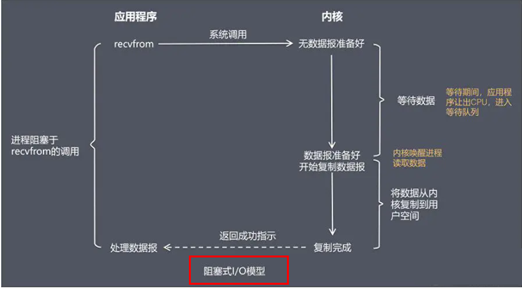 应用程序
内核
recvfrom
系统调用
无数据报准备好
等待数据
等待期间，应用程
序让出CPU，进入
等待队列
进程阻塞于
recvfrom的调用
数据报准备好
开始复制数据报
内核唤醒进程
读取数据
将数据从内
核复制到用
户空间
处理数据报
返回成功指示
复制完成
阻塞式I/O模型